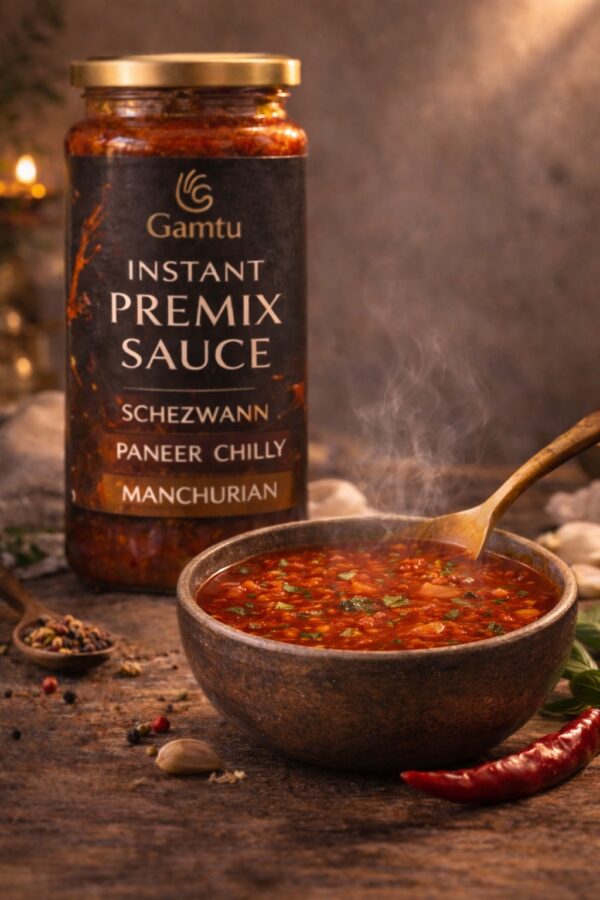 Gamtu
INSTANT
PREMIX
SAUCE
SCHEZWANN
PANEER CHILLY
MANCHURIAN